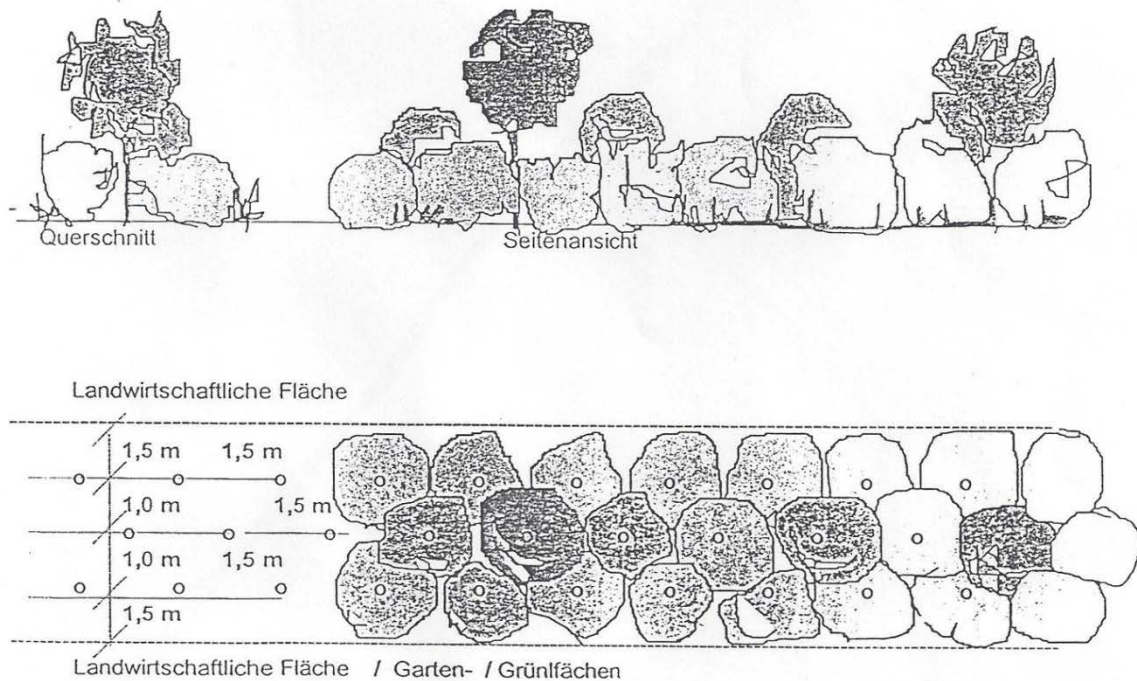 Querschnitt
Seitenansicht
Landwirtschaftliche Fläche
1,5 m 1,5 m
1,0 m 1,5 m
1,0 m 1,5 m
1,5 m
Landwirtschaftliche Fläche / Garten- / Grünlfächen